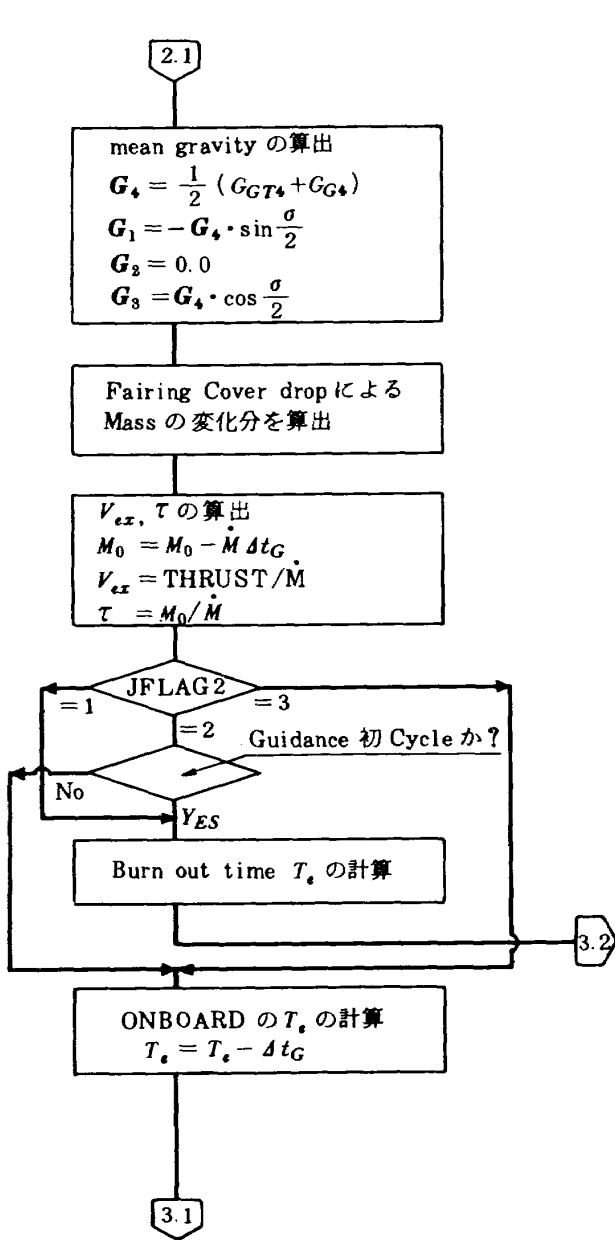 2.1
mean gravity の算出
G₄ = 1/2 (G_GT4+G_G4)
G₁ = − G₄・sin σ/2
G₂ = 0.0
G₃ = G₄・cos σ/2
Fairing Cover drop による
Mass の変化分を算出
V_ex, τ の算出
M₀ = M₀ − Ṁ Δt_G
V_ex = THRUST/Ṁ
τ = M₀/Ṁ
JFLAG2
=1
=3
=2
Guidance 初 Cycle か?
No
YES
Burn out time T_e の計算
3.2
ONBOARD の T_e の計算
T_e = T_e − Δt_G
3.1